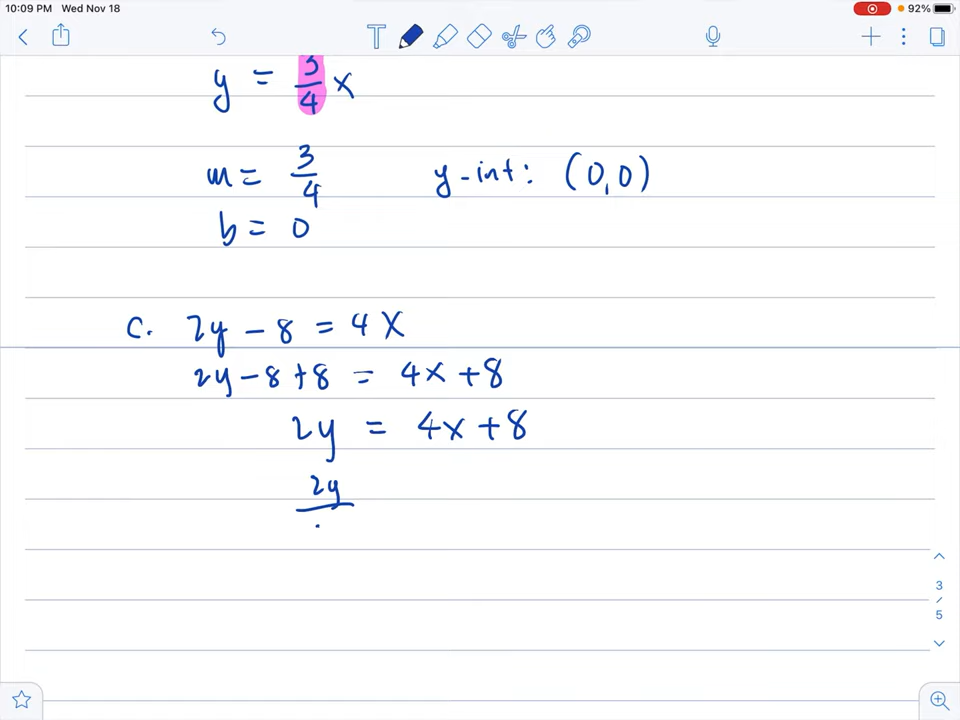 10:09 PM Wed Nov 18 92%
y = 3/4 x
m = 3/4 y-int: (0,0)
b = 0
C. 2y - 8 = 4x
2y - 8 + 8 = 4x + 8
2y = 4x + 8
2y
3
/
5